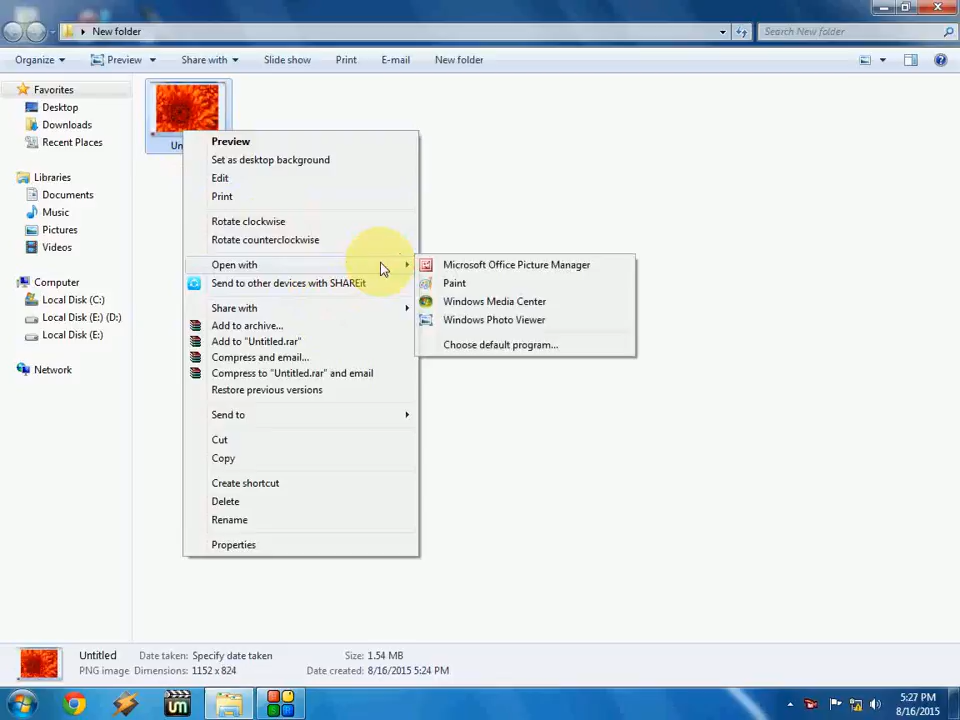 New folder
Search New folder
Organize
Preview
Share with
Slide show
Print
E-mail
New folder
Favorites
Desktop
Downloads
Recent Places
Libraries
Documents
Music
Pictures
Videos
Computer
Local Disk (C:)
Local Disk (E:) (D:)
Local Disk (E:)
Network
Un
Preview
Set as desktop background
Edit
Print
Rotate clockwise
Rotate counterclockwise
Open with
Send to other devices with SHAREit
Share with
Add to archive...
Add to "Untitled.rar"
Compress and email...
Compress to "Untitled.rar" and email
Restore previous versions
Send to
Cut
Copy
Create shortcut
Delete
Rename
Properties
Microsoft Office Picture Manager
Paint
Windows Media Center
Windows Photo Viewer
Choose default program...
Untitled Date taken: Specify date taken Size: 1.54 MB
PNG image Dimensions: 1152 x 824 Date created: 8/16/2015 5:24 PM
5:27 PM
8/16/2015